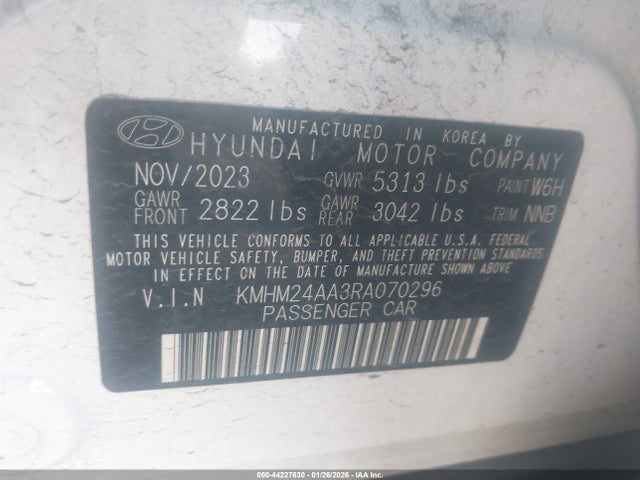 MANUFACTURED IN KOREA BY
HYUNDAI MOTOR COMPANY
NOV/2023 GVWR 5313 lbs PAINT W6H
GAWR FRONT 2822 lbs GAWR REAR 3042 lbs TRIM NNB
THIS VEHICLE CONFORMS TO ALL APPLICABLE U.S.A. FEDERAL
MOTOR VEHICLE SAFETY, BUMPER, AND THEFT PREVENTION STANDARDS
IN EFFECT ON THE DATE OF MANUFACTURE SHOWN ABOVE
V.I.N KMHM24AA3RA070296
PASSENGER CAR
000-44227630 - 01/26/2026 - IAA, Inc.